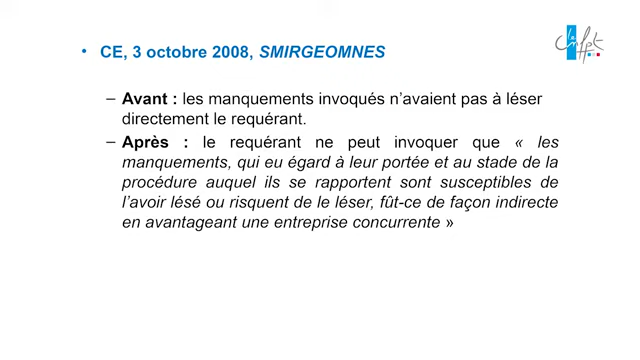 • CE, 3 octobre 2008, SMIRGEOMNES
– Avant : les manquements invoqués n’avaient pas à léser
directement le requérant.
– Après : le requérant ne peut invoquer que « les
manquements, qui eu égard à leur portée et au stade de la
procédure auquel ils se rapportent sont susceptibles de
l’avoir lésé ou risquent de le léser, fût-ce de façon indirecte
en avantageant une entreprise concurrente »
cnfpt